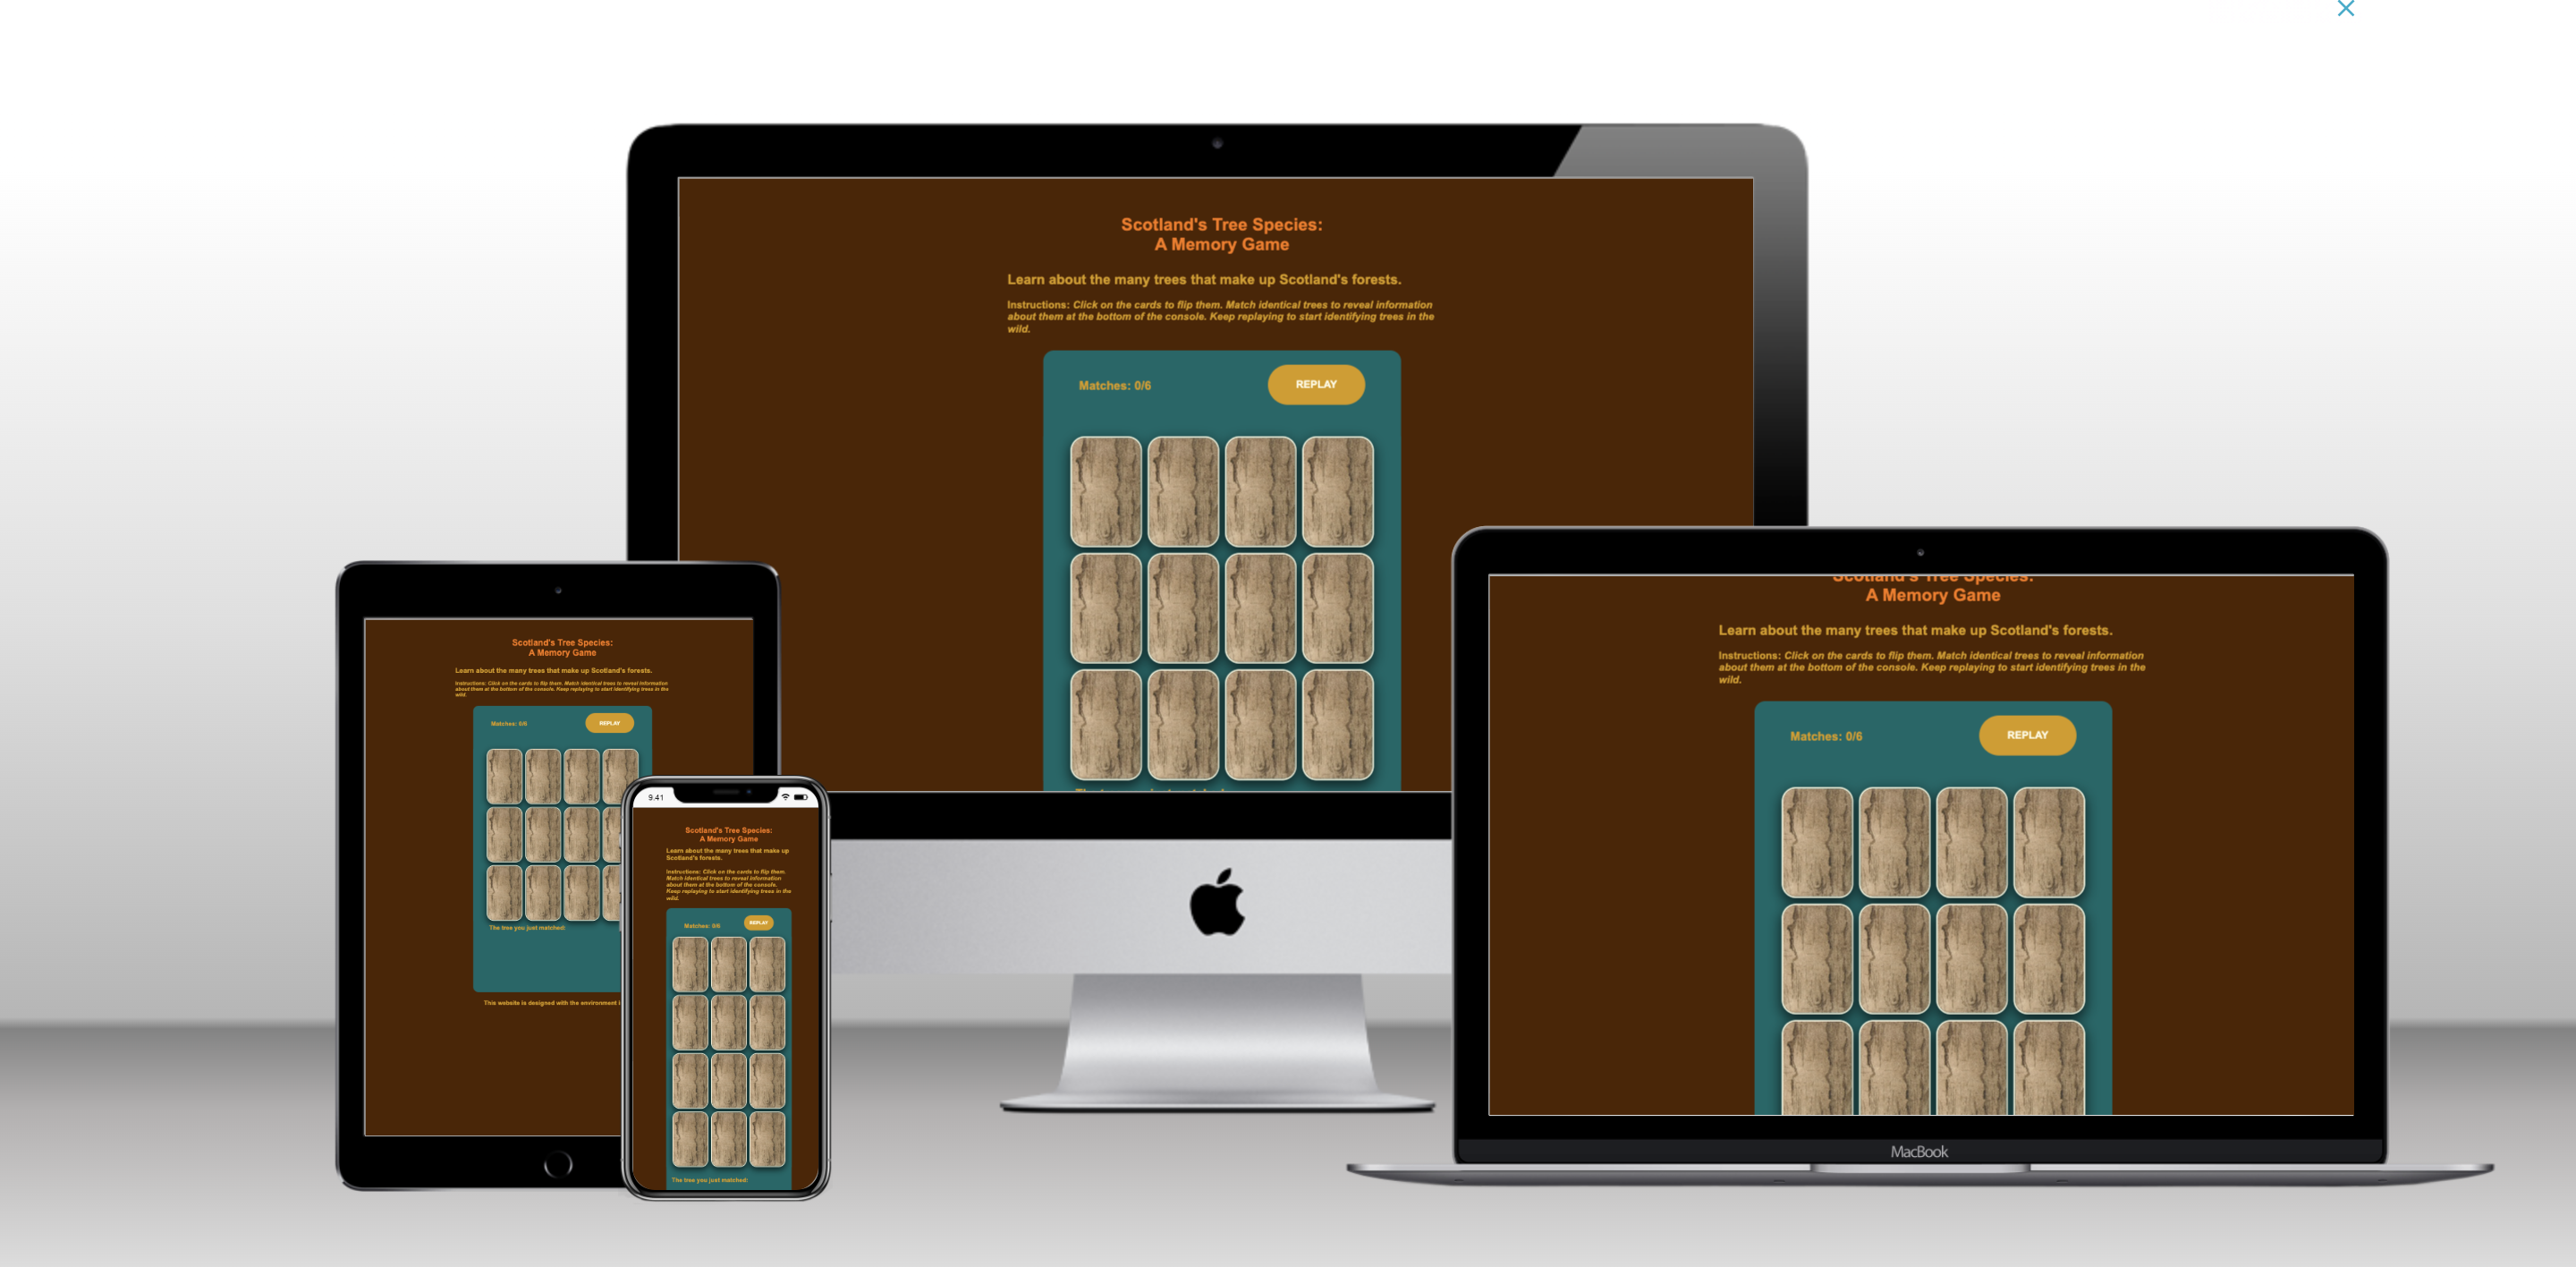 Scotland's Tree Species:
A Memory Game
Learn about the many trees that make up Scotland's forests.
Instructions: Click on the cards to flip them. Match identical trees to reveal information
about them at the bottom of the console. Keep replaying to start identifying trees in the
wild.
Matches: 0/6
REPLAY
Scotland's Tree Species:
A Memory Game
Learn about the many trees that make up Scotland's forests.
Instructions: Click on the cards to flip them. Match identical trees to reveal information
about them at the bottom of the console. Keep replaying to start identifying trees in the
wild.
Matches: 0/6
REPLAY
MacBook
Scotland's Tree Species:
A Memory Game
Learn about the many trees that make up Scotland's forests.
Instructions: Click on the cards to flip them. Match identical trees to reveal information
about them at the bottom of the console. Keep replaying to start identifying trees in the
wild.
Matches: 0/6
REPLAY
The tree you just matched:
This website is designed with the environment
9.41
Scotland's Tree Species:
A Memory Game
Learn about the many trees that make up
Scotland's forests.
Instructions: Click on the cards to flip them.
Match identical trees to reveal information
about them at the bottom of the console.
Keep replaying to start identifying trees in the
wild.
Matches: 0/6
REPLAY
The tree you just matched: